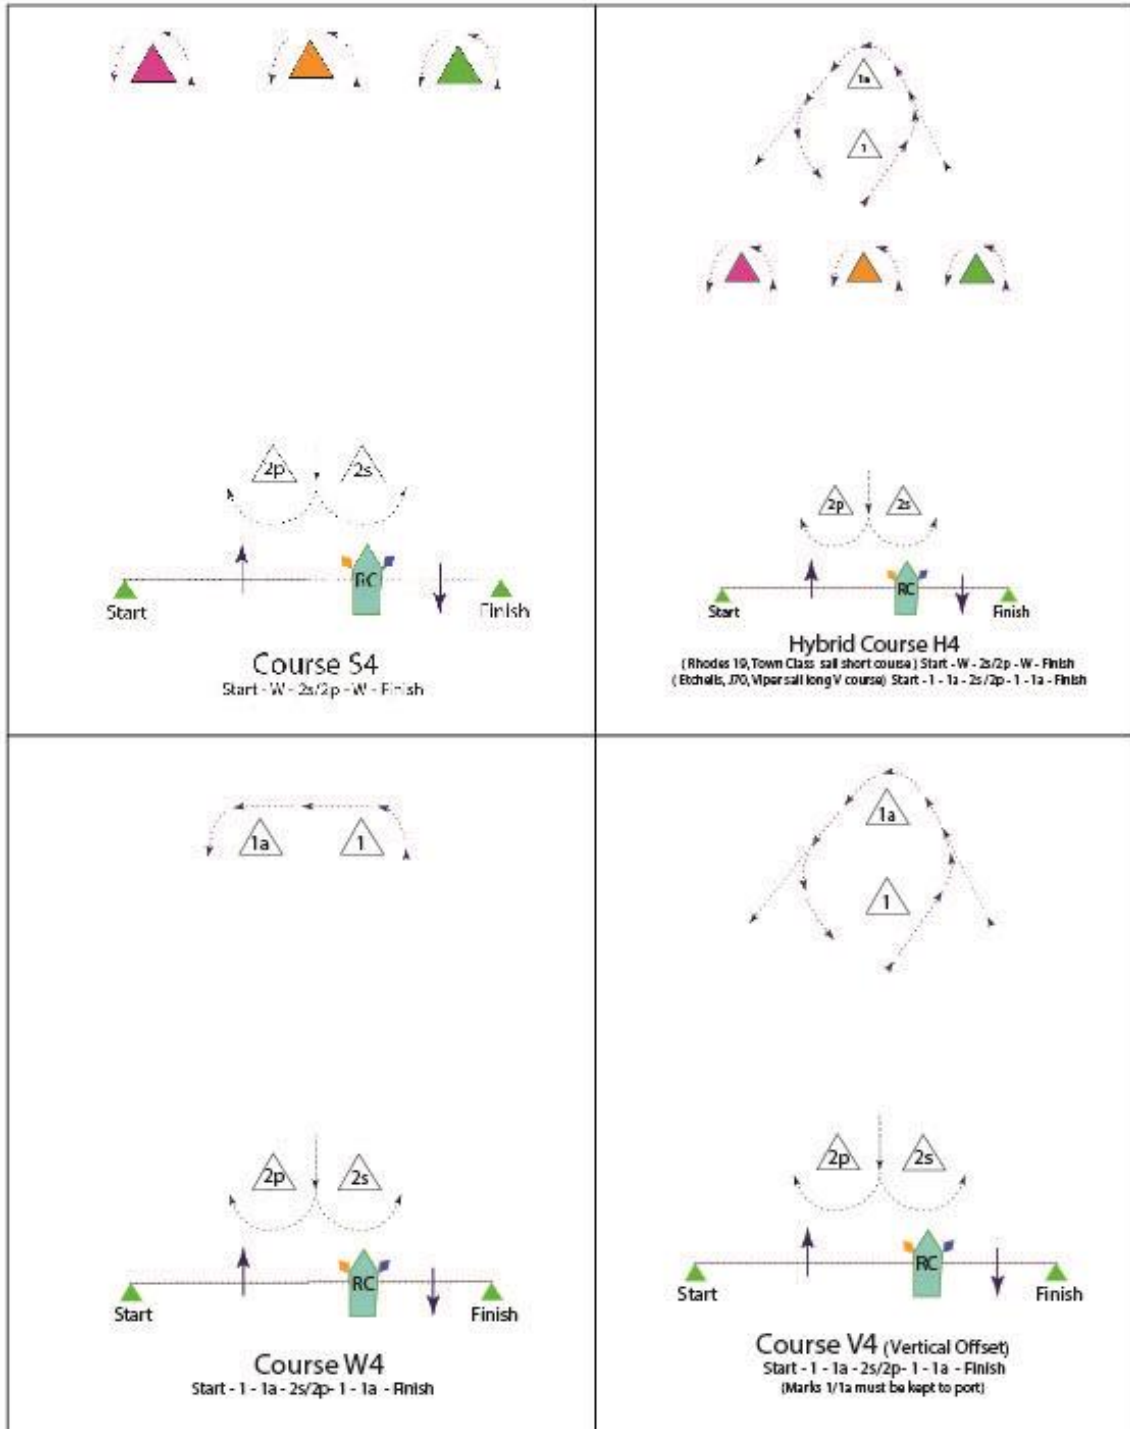 2p 2s
RC
Start Finish
Course S4
Start - W - 2s/2p - W - Finish
1a
1
2p 2s
RC
Start Finish
Hybrid Course H4
(Rhodes 19, Town Class sail short course) Start - W - 2s/2p - W - Finish
(Etchells, J70, Viper sail long V course) Start - 1 - 1a - 2s/2p - 1 - 1a - Finish
1a 1
2p 2s
RC
Start Finish
Course W4
Start - 1 - 1a - 2s/2p- 1 - 1a - Finish
1a
1
2p 2s
RC
Start Finish
Course V4 (Vertical Offset)
Start - 1 - 1a - 2s/2p- 1 - 1a - Finish
(Marks 1/1a must be kept to port)